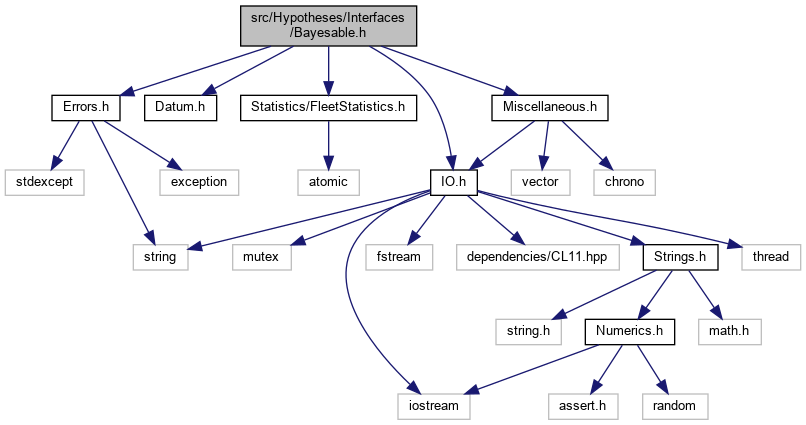 src/Hypotheses/Interfaces
/Bayesable.h
Errors.h
Datum.h
Statistics/FleetStatistics.h
Miscellaneous.h
stdexcept
exception
atomic
IO.h
vector
chrono
string
mutex
fstream
dependencies/CL11.hpp
Strings.h
thread
string.h
Numerics.h
math.h
iostream
assert.h
random